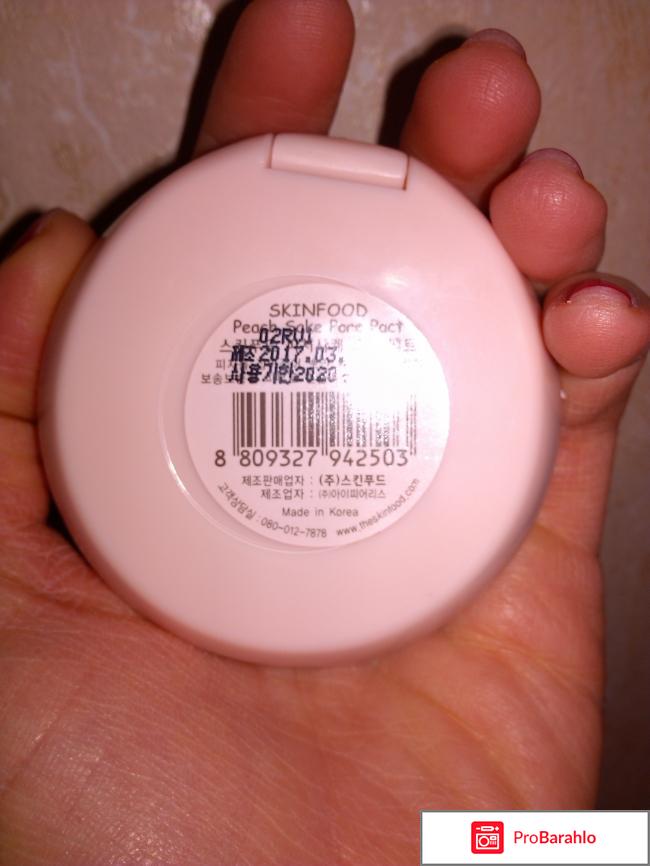 SKINFOOD
Peach Sake Pore Pact
02RU1
제조2017.03.
사용기한2020
8 809327 942503
제조판매업자 : (주)스킨푸드
제조업자 : (주)아이피어리스
Made in Korea
고객상담실 : 080-012-7878 www.theskinfood.com
ProBarahlo